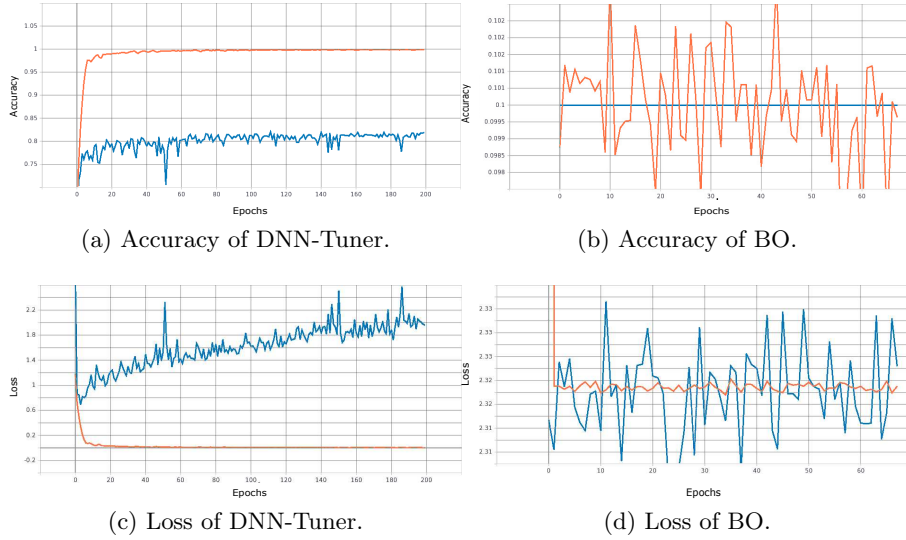 1.05
1
0.95
0.9
0.85
0.80
0.75
Accuracy
0 20 40 60 80 100 120 140 160 180 200
Epochs
(a) Accuracy of DNN-Tuner.
0.102
0.102
0.101
0.101
0.1
0.0995
0.0985
0.098
Accuracy
0 10 20 30 40 50 60
Epochs
(b) Accuracy of BO.
2.2
1.8
1.4
1
0.6
0.2
-0.2
Loss
0 20 40 60 80 100 120 140 160 180 200
Epochs
(c) Loss of DNN-Tuner.
2.33
2.33
2.32
2.32
2.31
2.31
Loss
0 10 20 30 40 50 60
Epochs
(d) Loss of BO.